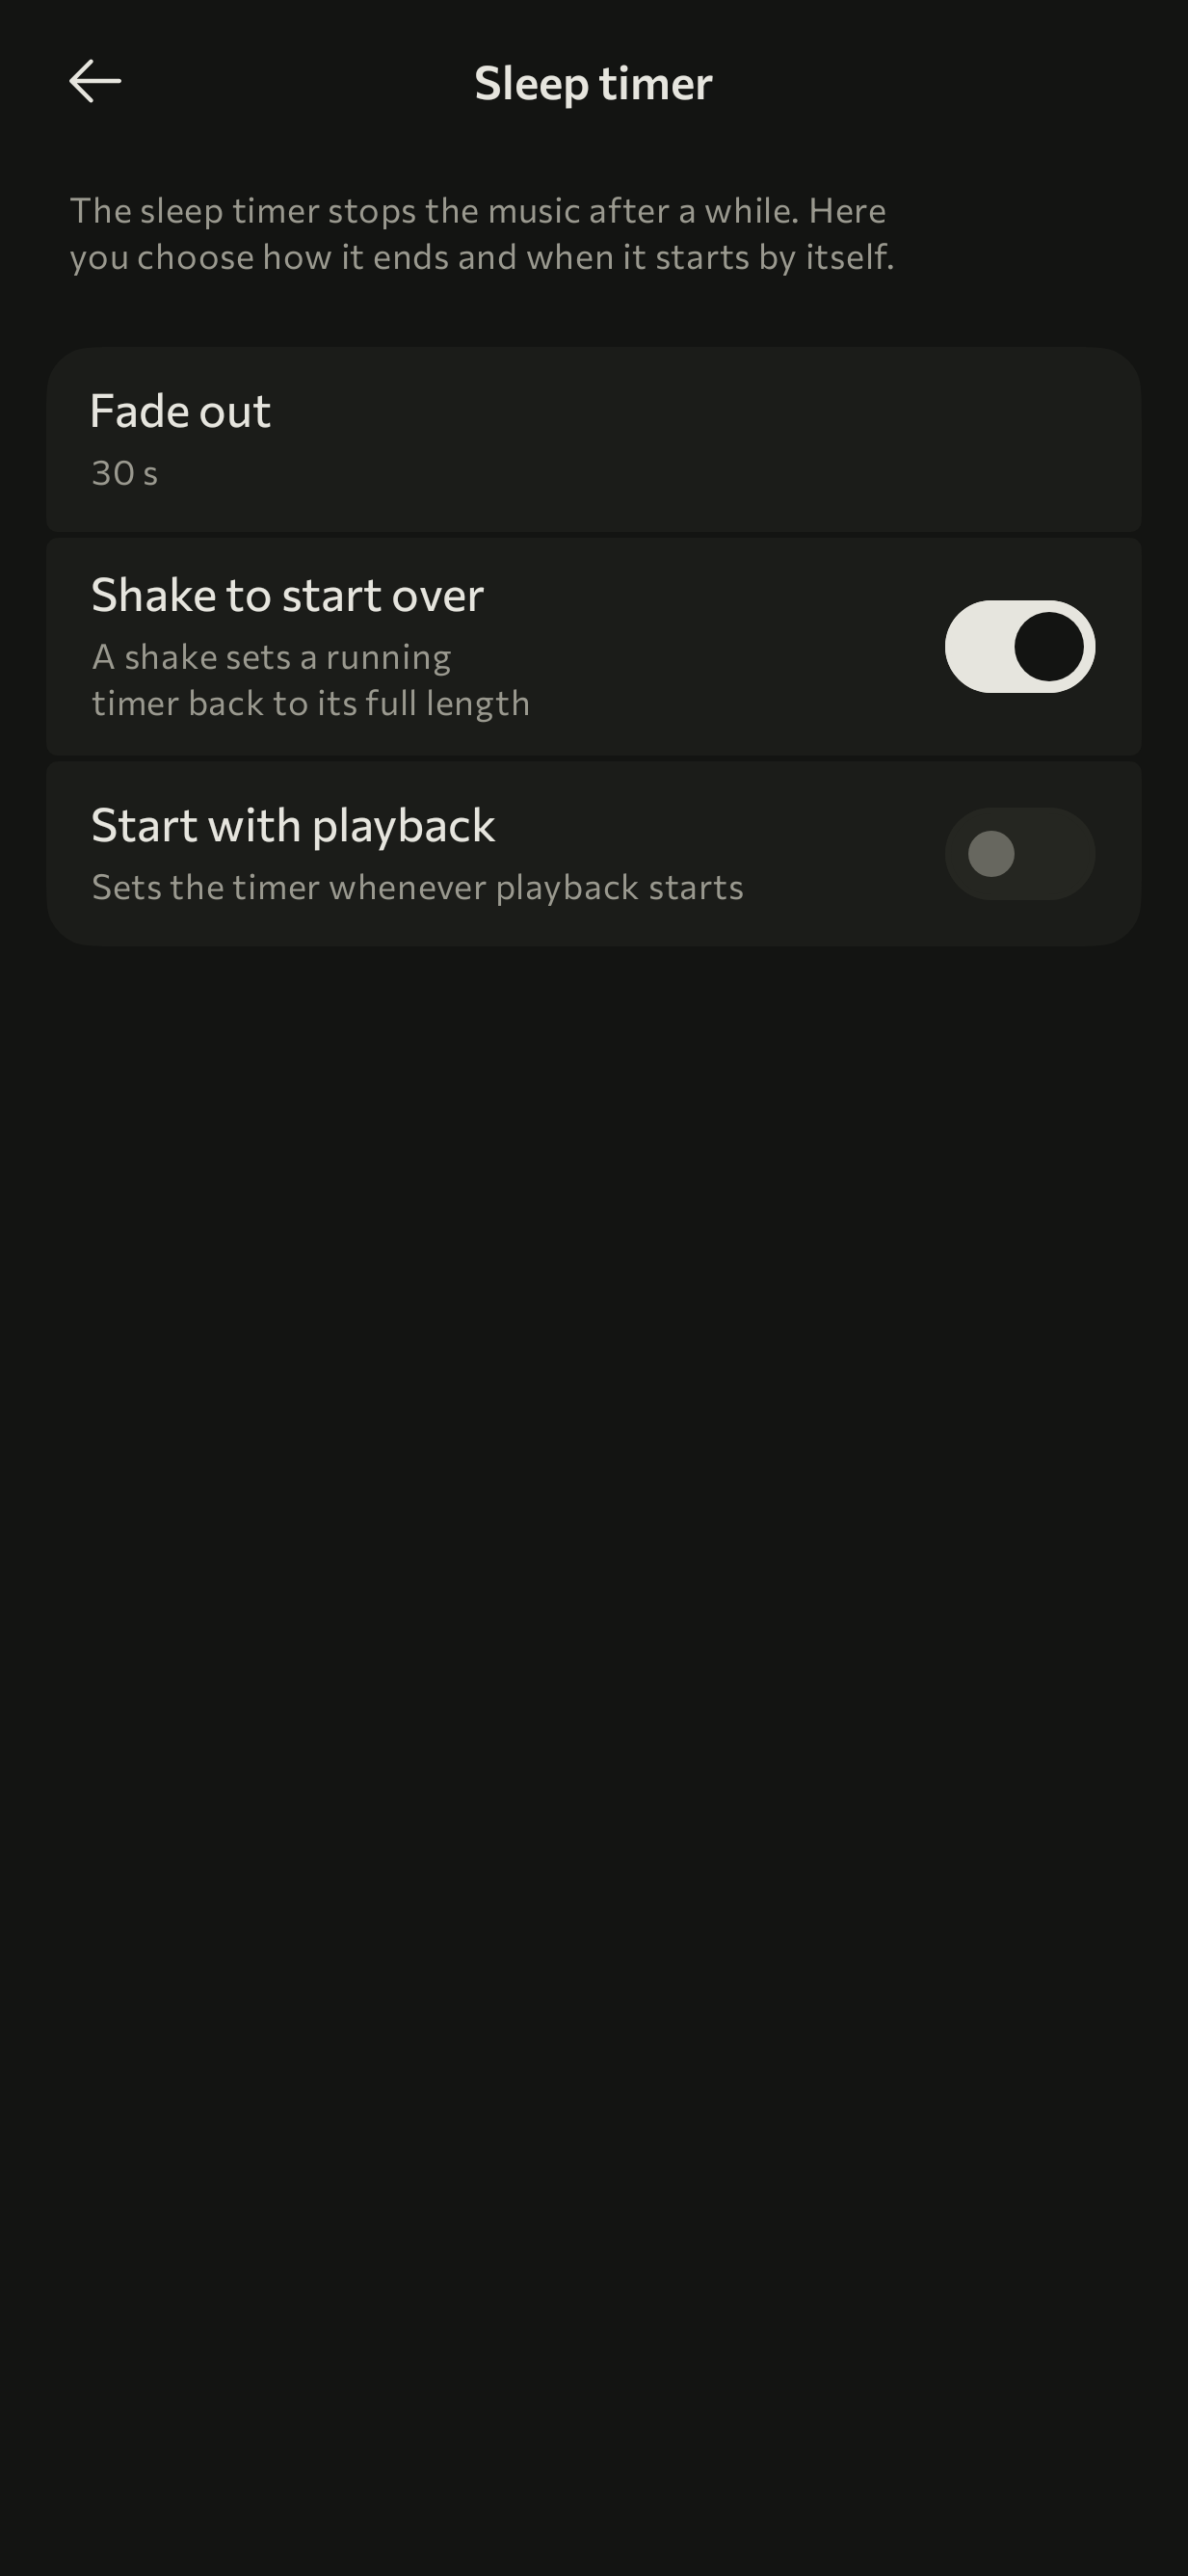 Sleep timer
The sleep timer stops the music after a while. Here
you choose how it ends and when it starts by itself.
Fade out
30 s
Shake to start over
A shake sets a running
timer back to its full length
Start with playback
Sets the timer whenever playback starts